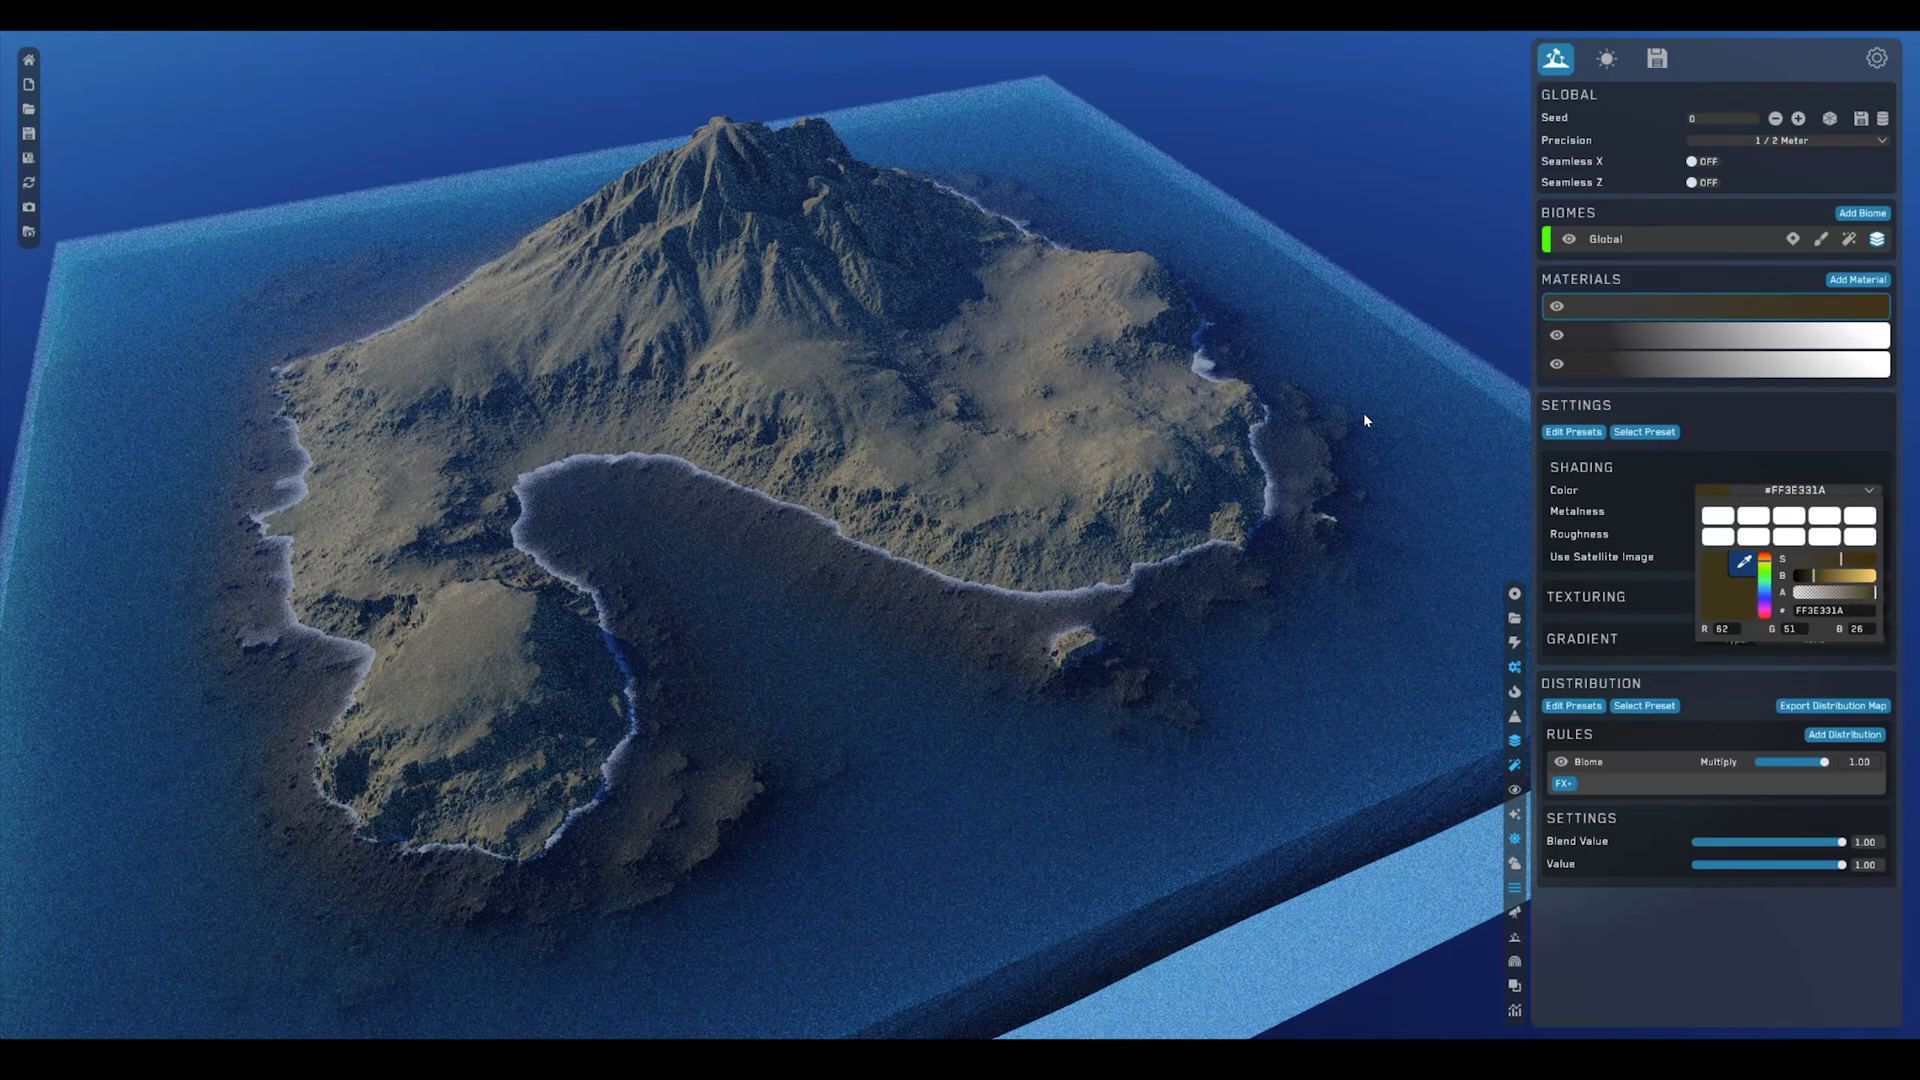 GLOBAL
Seed 0
Precision 1 / 2 Meter
Seamless X OFF
Seamless Z OFF
BIOMES Add Biome
Global
MATERIALS Add Material
SETTINGS
Edit Presets Select Preset
SHADING
Color #FF3E331A
Metalness
Roughness
Use Satellite Image
S
B
A
TEXTURING
# FF3E331A
R 62 G 51 B 26
GRADIENT
DISTRIBUTION
Edit Presets Select Preset Export Distribution Map
RULES Add Distribution
Biome Multiply 1.00
FX+
SETTINGS
Blend Value 1.00
Value 1.00